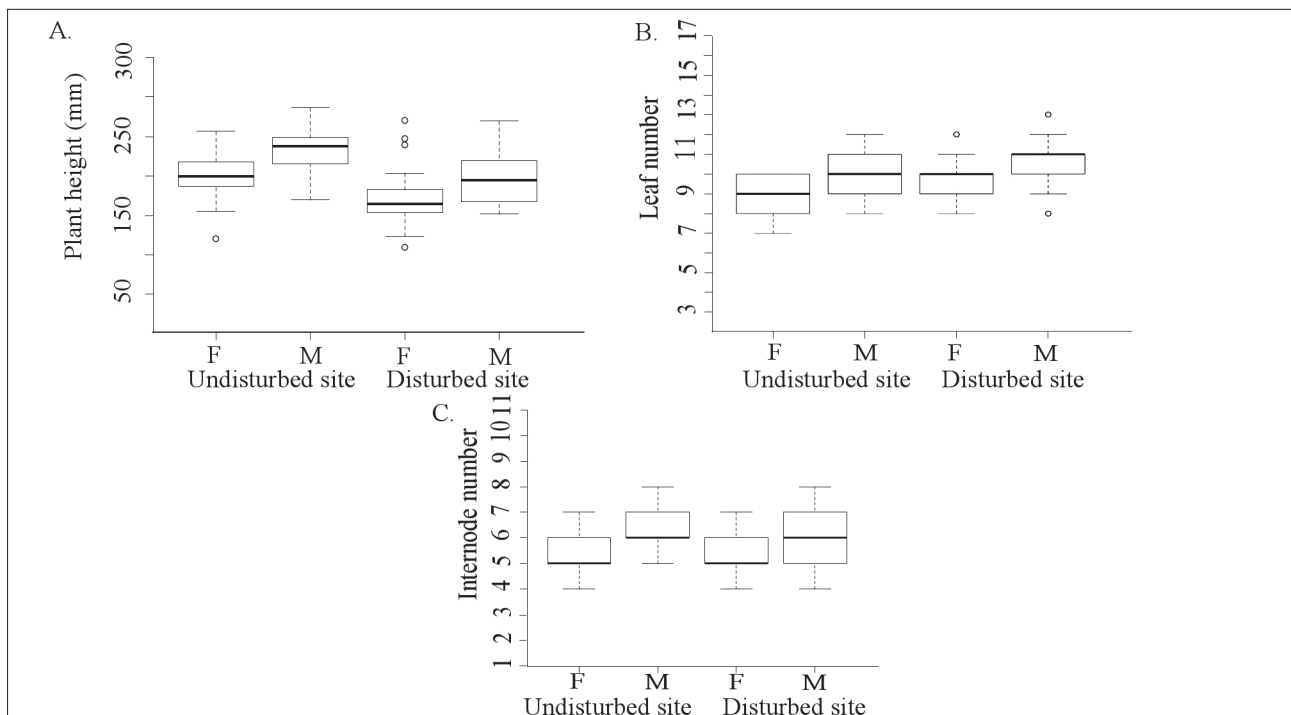 A.
Plant height (mm)
300
250
150
50
F M F M
Undisturbed site Disturbed site
B.
Leaf number
17
15
13
11
9
7
5
3
F M F M
Undisturbed site Disturbed site
C.
Internode number
11
10
9
8
7
6
5
4
3
2
1
F M F M
Undisturbed site Disturbed site